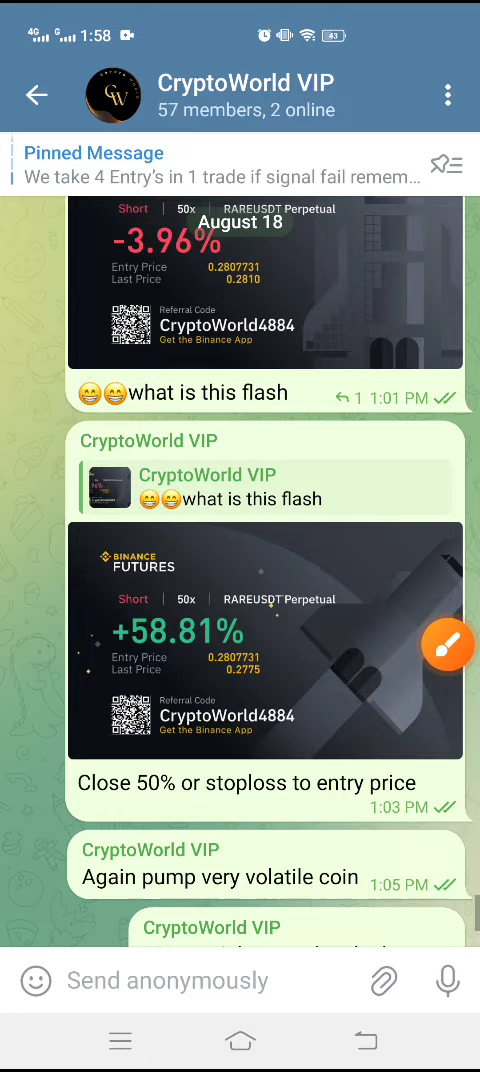 4G G 1:58 43
CryptoWorld VIP
57 members, 2 online
Pinned Message
We take 4 Entry's in 1 trade if signal fail remem...
Short | 50x | RAREUSDT Perpetual
August 18
-3.96%
Entry Price 0.2807731
Last Price 0.2810
Referral Code
CryptoWorld4884
Get the Binance App
😁😁what is this flash 1 1:01 PM
CryptoWorld VIP
CryptoWorld VIP
😁😁what is this flash
BINANCE
FUTURES
Short | 50x | RAREUSDT Perpetual
+58.81%
Entry Price 0.2807731
Last Price 0.2775
Referral Code
CryptoWorld4884
Get the Binance App
Close 50% or stoploss to entry price
1:03 PM
CryptoWorld VIP
Again pump very volatile coin 1:05 PM
CryptoWorld VIP
Send anonymously